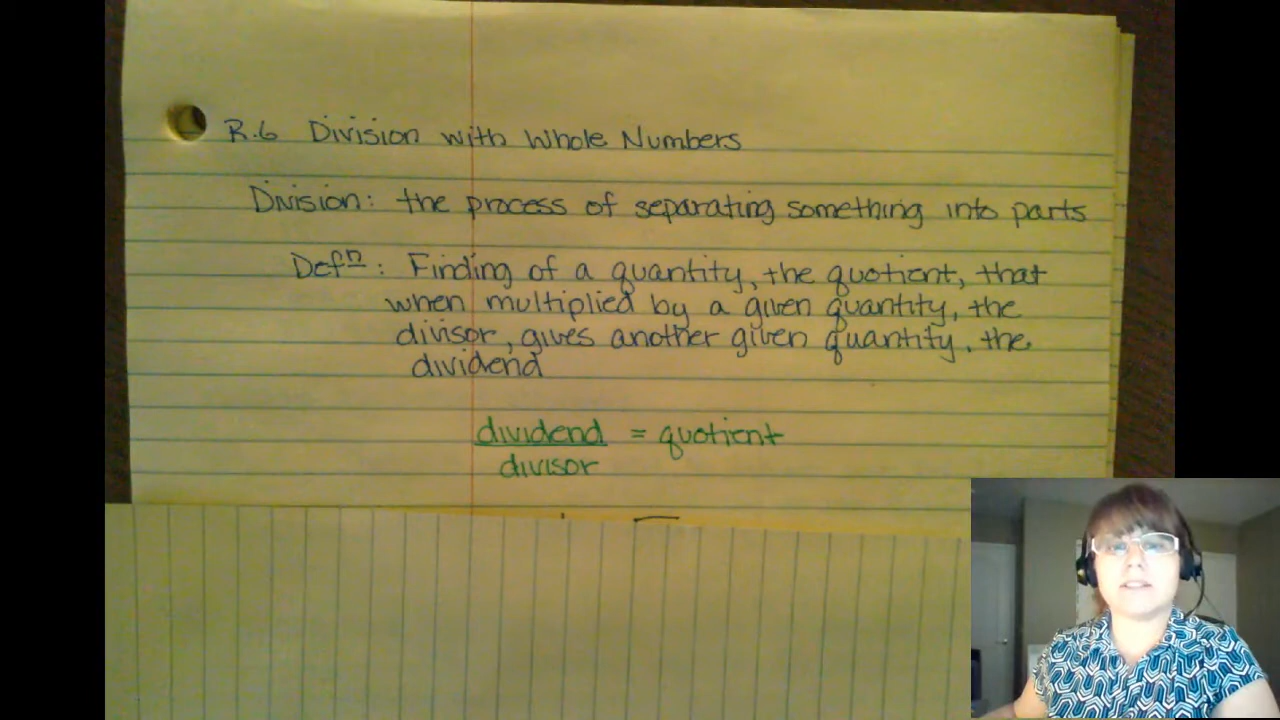 R.6 Division with Whole Numbers
Division: the process of separating something into parts
Defⁿ: Finding of a quantity, the quotient, that
when multiplied by a given quantity, the
divisor, gives another given quantity, the
dividend
dividend = quotient
divisor